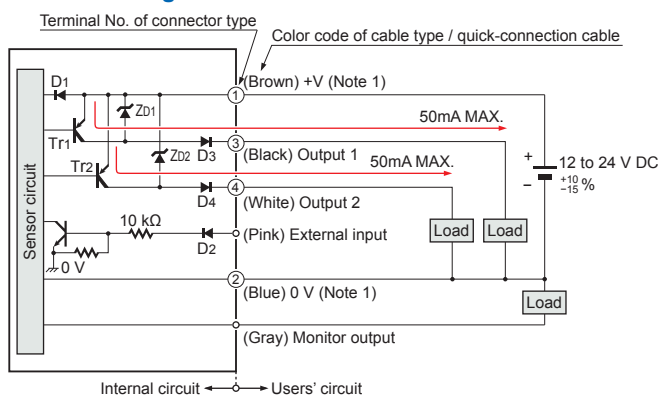 Terminal No. of connector type
Color code of cable type / quick-connection cable
D1
(Brown) +V (Note 1)
1
ZD1
50mA MAX.
Tr1
D3
3
(Black) Output 1
Tr2
ZD2
50mA MAX.
+
12 to 24 V DC
+10
−15 %
−
D4
4
(White) Output 2
Sensor circuit
10 kΩ
D2
(Pink) External input
Load
Load
0 V
2
(Blue) 0 V (Note 1)
Load
(Gray) Monitor output
Internal circuit
Users' circuit